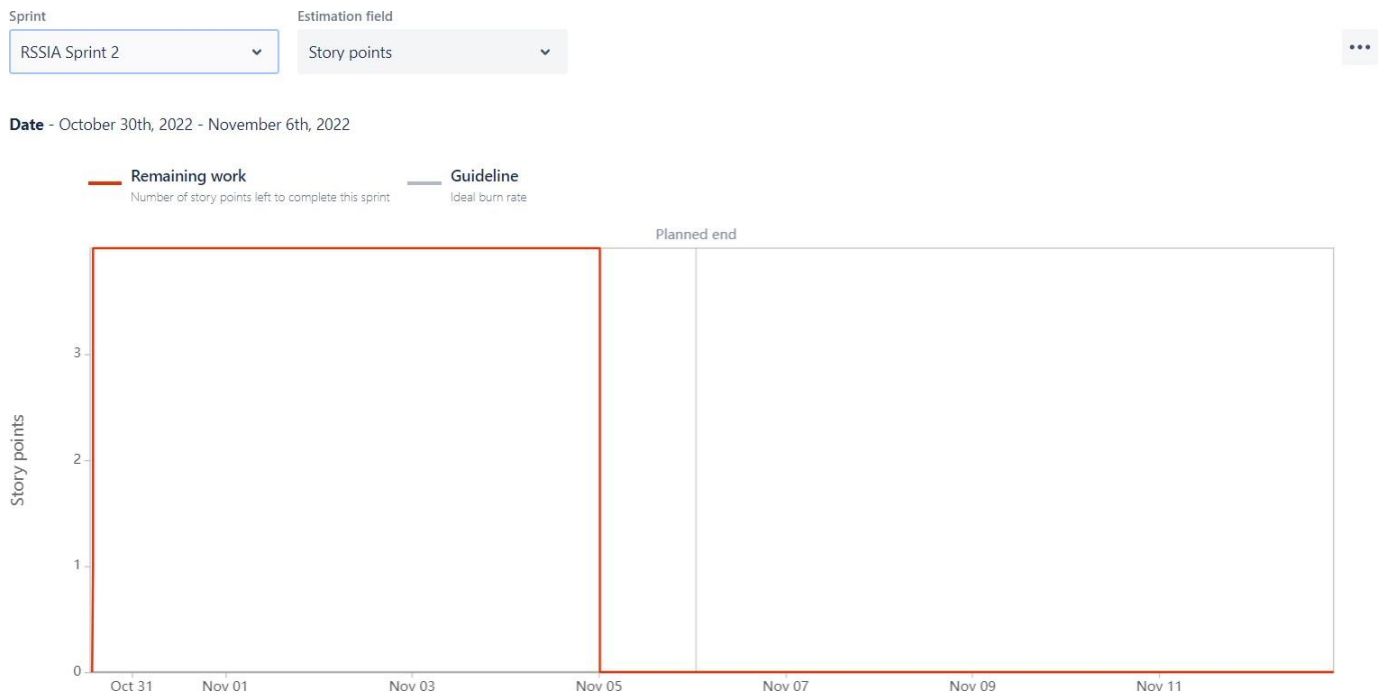 Sprint
Estimation field
RSSIA Sprint 2
Story points
Date - October 30th, 2022 - November 6th, 2022
Remaining work
Number of story points left to complete this sprint
Guideline
Ideal burn rate
Planned end
3
2
1
0
Story points
Oct 31
Nov 01
Nov 03
Nov 05
Nov 07
Nov 09
Nov 11